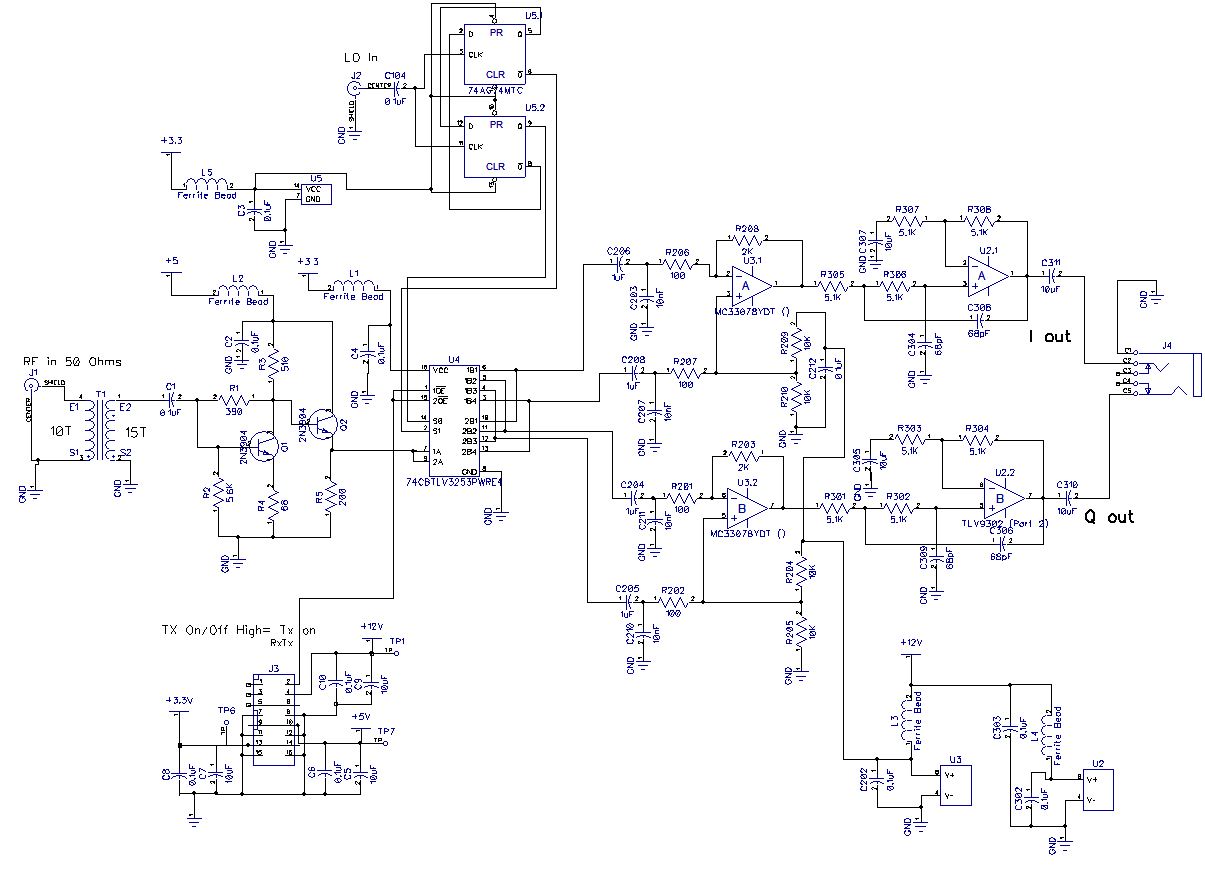 U5.1
PR
D
Q
CLK
Q
CLR
74AC74MTC
LO In
J2
CENTER
SHIELD
C104
0.1uF
GND
U5.2
PR
D
Q
CLK
Q
CLR
+3.3
L5
Ferrite Bead
U5
VCC
GND
C3
0.1uF
GND
+5
L2
Ferrite Bead
+3.3
L1
Ferrite Bead
C2
0.1uF
GND
R3
510
C4
0.1uF
GND
RF in 50 Ohms
J1
SHIELD
CENTER
T1
E1
E2
10T
15T
S1
S2
GND
GND
C1
0.1uF
R1
390
2N3904
Q1
2N3904
Q2
R2
5.6K
R4
68
R5
200
GND
U4
VCC
1OE
2OE
S0
S1
1A
2A
1B1
1B2
1B3
1B4
2B1
2B2
2B3
2B4
GND
74CBTLV3253PWRE4
GND
C206
1uF
R206
100
C203
10nF
GND
R208
2K
U3.1
A
MC33078YDT ()
C208
1uF
R207
100
C207
10nF
GND
R209
10K
R210
10K
C212
0.1uF
GND
R305
5.1K
R306
5.1K
C307
10uF
GND
R307
5.1K
R308
5.1K
U2.1
A
C304
68pF
GND
C308
68pF
C311
10uF
I out
GND
J4
C1
C2
C3
C4
C5
C204
1uF
R201
100
C211
10nF
GND
R203
2K
U3.2
B
MC33078YDT ()
C205
1uF
R202
100
C210
10nF
GND
R204
10K
R205
10K
GND
R301
5.1K
R302
5.1K
C305
10uF
GND
R303
5.1K
R304
5.1K
U2.2
B
TLV9302 (Part 2)
C309
68pF
GND
C306
68pF
C310
10uF
Q out
TX On/Off High= Tx on
RxTx
+12V
TP1
TP
J3
C10
0.1uF
C9
10uF
+3.3V
TP6
TP
+5V
TP7
TP
C8
0.1uF
C7
10uF
C6
0.1uF
C5
10uF
+12V
L3
Ferrite Bead
C303
0.1uF
L4
Ferrite Bead
C202
0.1uF
U3
V+
V-
GND
C302
0.1uF
U2
V+
V-
GND